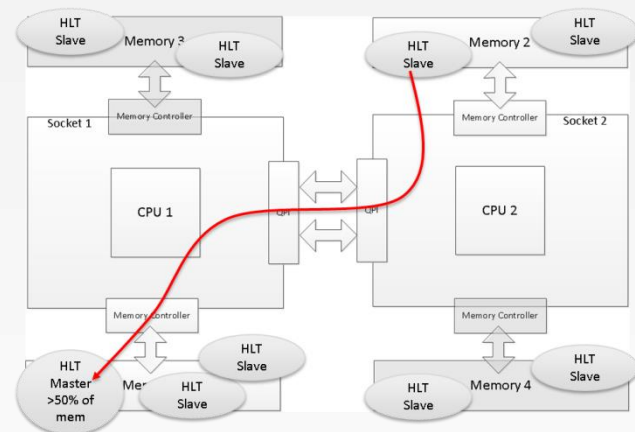 HLT
Slave
Memory 3
HLT
Slave
HLT
Slave
Memory 2
HLT
Slave
Socket 1
Memory Controller
Memory Controller
Socket 2
CPU 1
QPI
QPI
CPU 2
Memory Controller
Memory Controller
HLT
Master
>50% of
mem
HLT
Slave
HLT
Slave
HLT
Slave
Memory 4
HLT
Slave